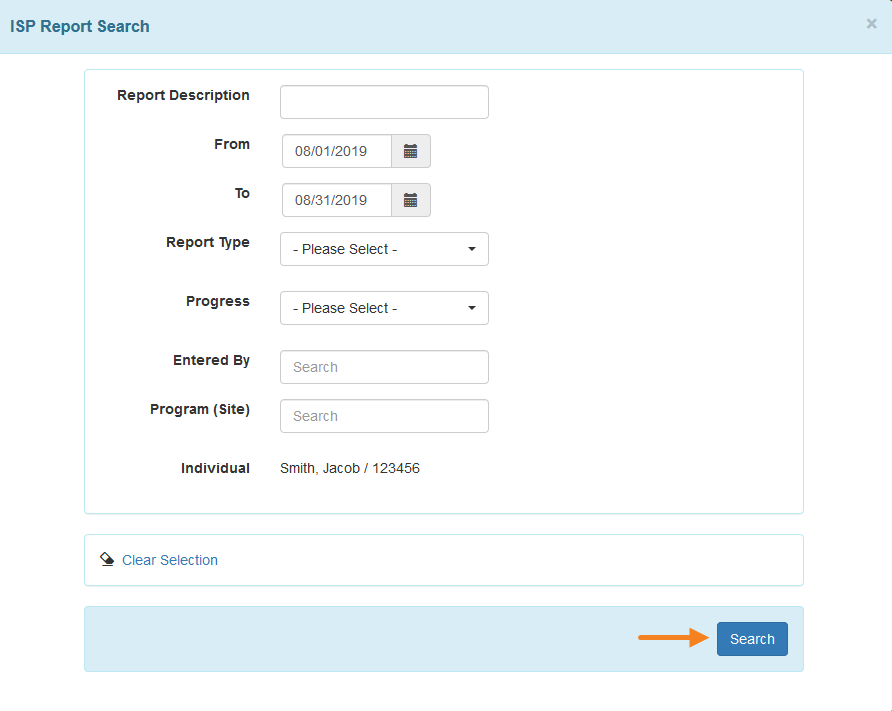 ISP Report Search ×
Report Description
From 08/01/2019
To 08/31/2019
Report Type - Please Select -
Progress - Please Select -
Entered By Search
Program (Site) Search
Individual Smith, Jacob / 123456
Clear Selection
Search